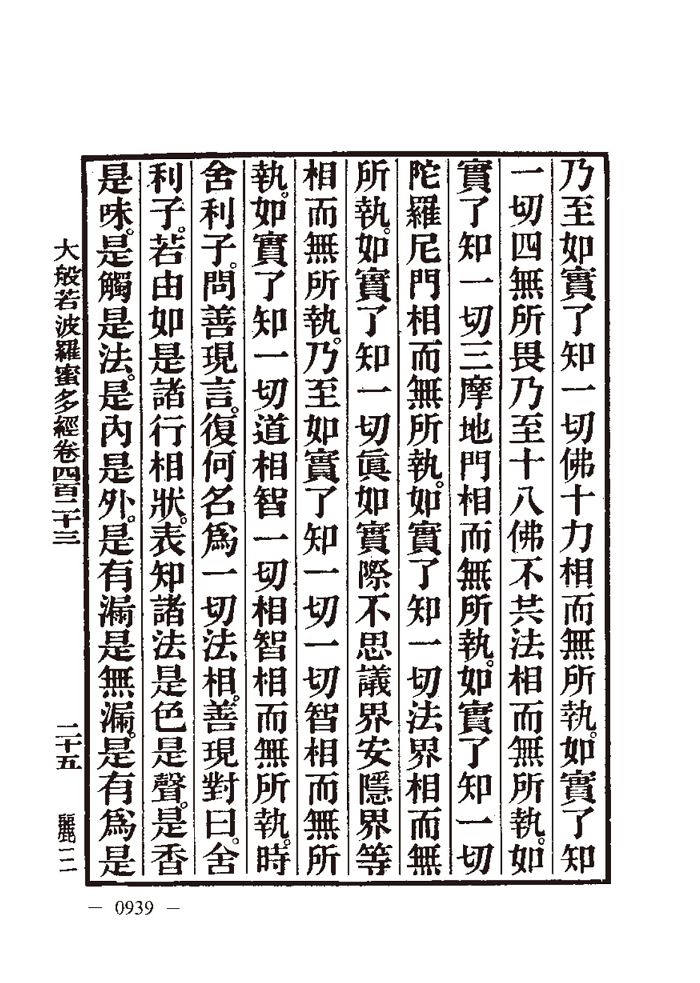 乃至如實了知一切佛十力相而無所執。如實了知
一切四無所畏乃至十八佛不共法相而無所執。如
實了知一切三摩地門相而無所執。如實了知一切
陀羅尼門相而無所執。如實了知一切法界相而無
所執。如實了知一切眞如實際不思議界安隱界等
相而無所執。乃至如實了知一切一切智相而無所
執。如實了知一切道相智一切相智相而無所執。時
舍利子。問善現言。復何名爲一切法相。善現對曰。舍
利子。若由如是諸行相狀。表知諸法是色是聲。是香
是味。是觸是法。是內是外。是有漏是無漏。是有爲是
大般若波羅蜜多經卷四百二十三
二十五
麗二
— 0939 —